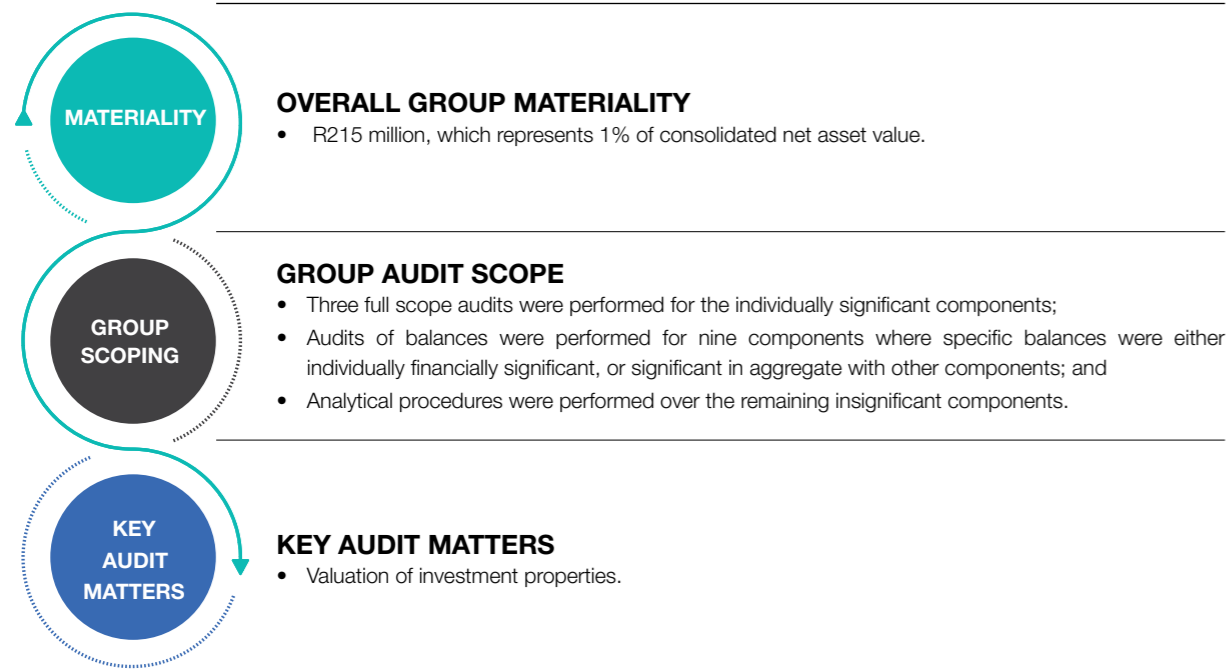 MATERIALITY
OVERALL GROUP MATERIALITY
• R215 million, which represents 1% of consolidated net asset value.
GROUP
SCOPING
GROUP AUDIT SCOPE
• Three full scope audits were performed for the individually significant components;
• Audits of balances were performed for nine components where specific balances were either
individually financially significant, or significant in aggregate with other components; and
• Analytical procedures were performed over the remaining insignificant components.
KEY
AUDIT
MATTERS
KEY AUDIT MATTERS
• Valuation of investment properties.